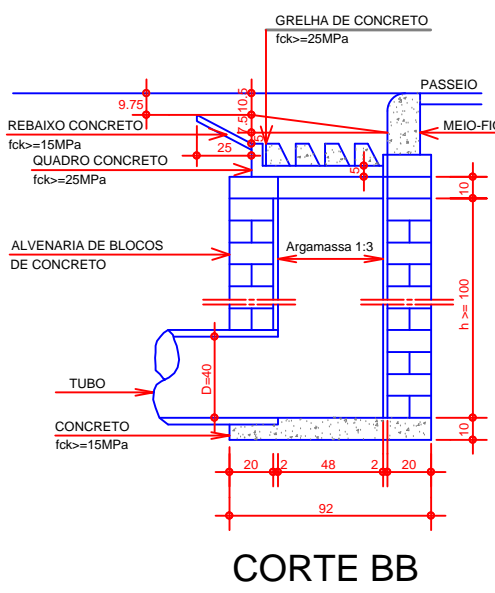 GRELHA DE CONCRETO
fck>=25MPa
PASSEIO
9.75
10.5
REBAIXO CONCRETO
7.5
MEIO-FIO
fck>=15MPa
5
25
QUADRO CONCRETO
5
fck>=25MPa
10
ALVENARIA DE BLOCOS
DE CONCRETO
Argamassa 1:3
h >= 100
D=40
TUBO
CONCRETO
fck>=15MPa
10
20 2 48 2 20
92
CORTE BB